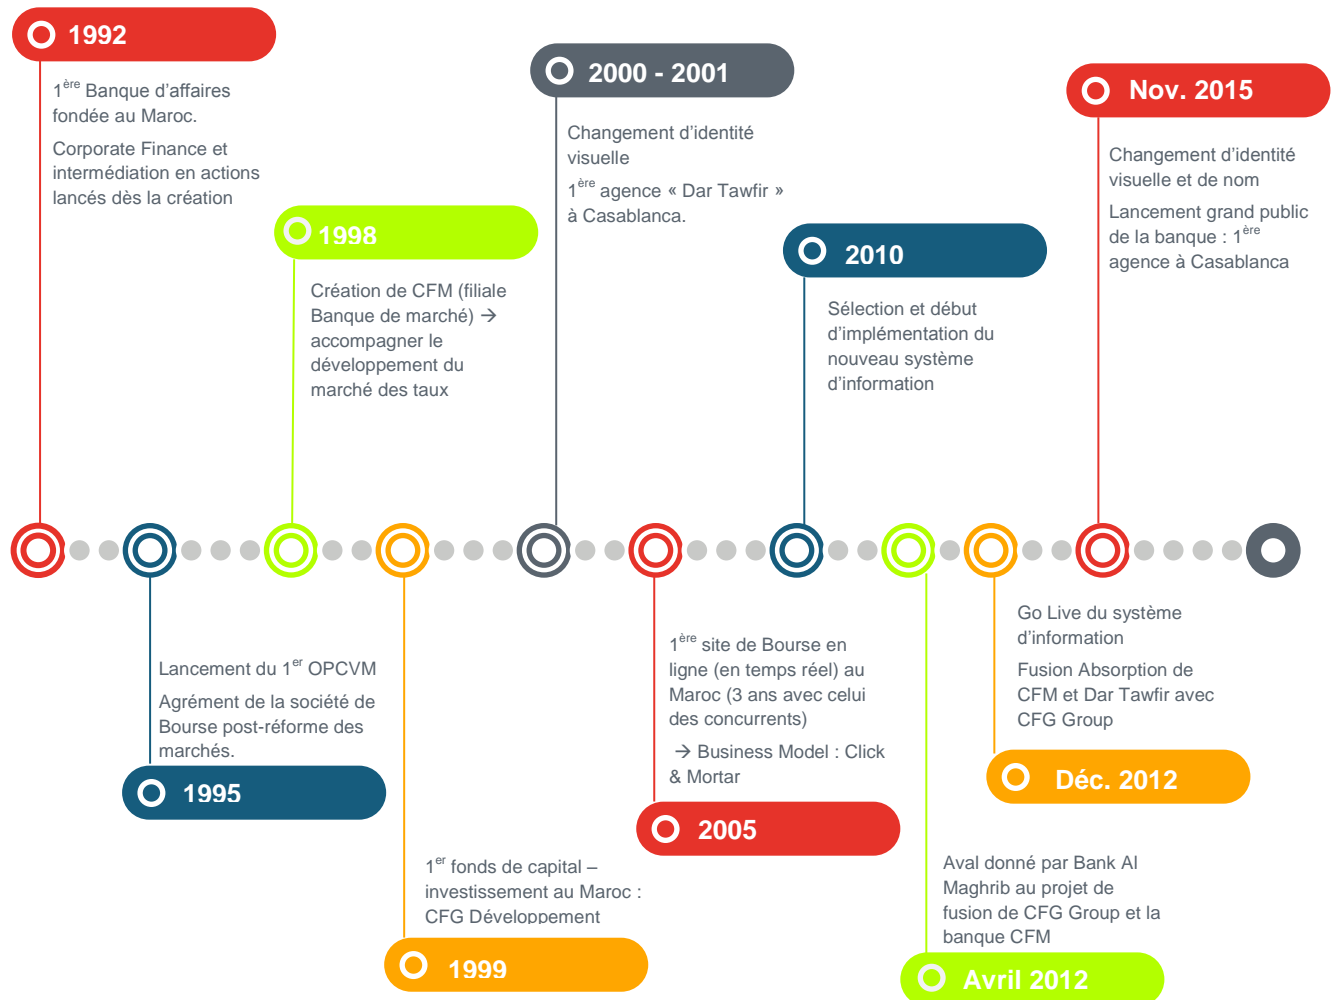 1992
1ère Banque d’affaires
fondée au Maroc.
Corporate Finance et
intermédiation en actions
lancés dès la création
Lancement du 1er OPCVM
Agrément de la société de
Bourse post-réforme des
marchés.
1995
1998
Création de CFM (filiale
Banque de marché) →
accompagner le
développement du
marché des taux
1er fonds de capital –
investissement au Maroc :
CFG Développement
1999
2000 - 2001
Changement d’identité
visuelle
1ère agence « Dar Tawfir »
à Casablanca.
1ère site de Bourse en
ligne (en temps réel) au
Maroc (3 ans avec celui
des concurrents)
→ Business Model : Click
& Mortar
2005
2010
Sélection et début
d’implémentation du
nouveau système
d’information
Aval donné par Bank Al
Maghrib au projet de
fusion de CFG Group et la
banque CFM
Avril 2012
Go Live du système
d’information
Fusion Absorption de
CFM et Dar Tawfir avec
CFG Group
Déc. 2012
Nov. 2015
Changement d’identité
visuelle et de nom
Lancement grand public
de la banque : 1ère
agence à Casablanca